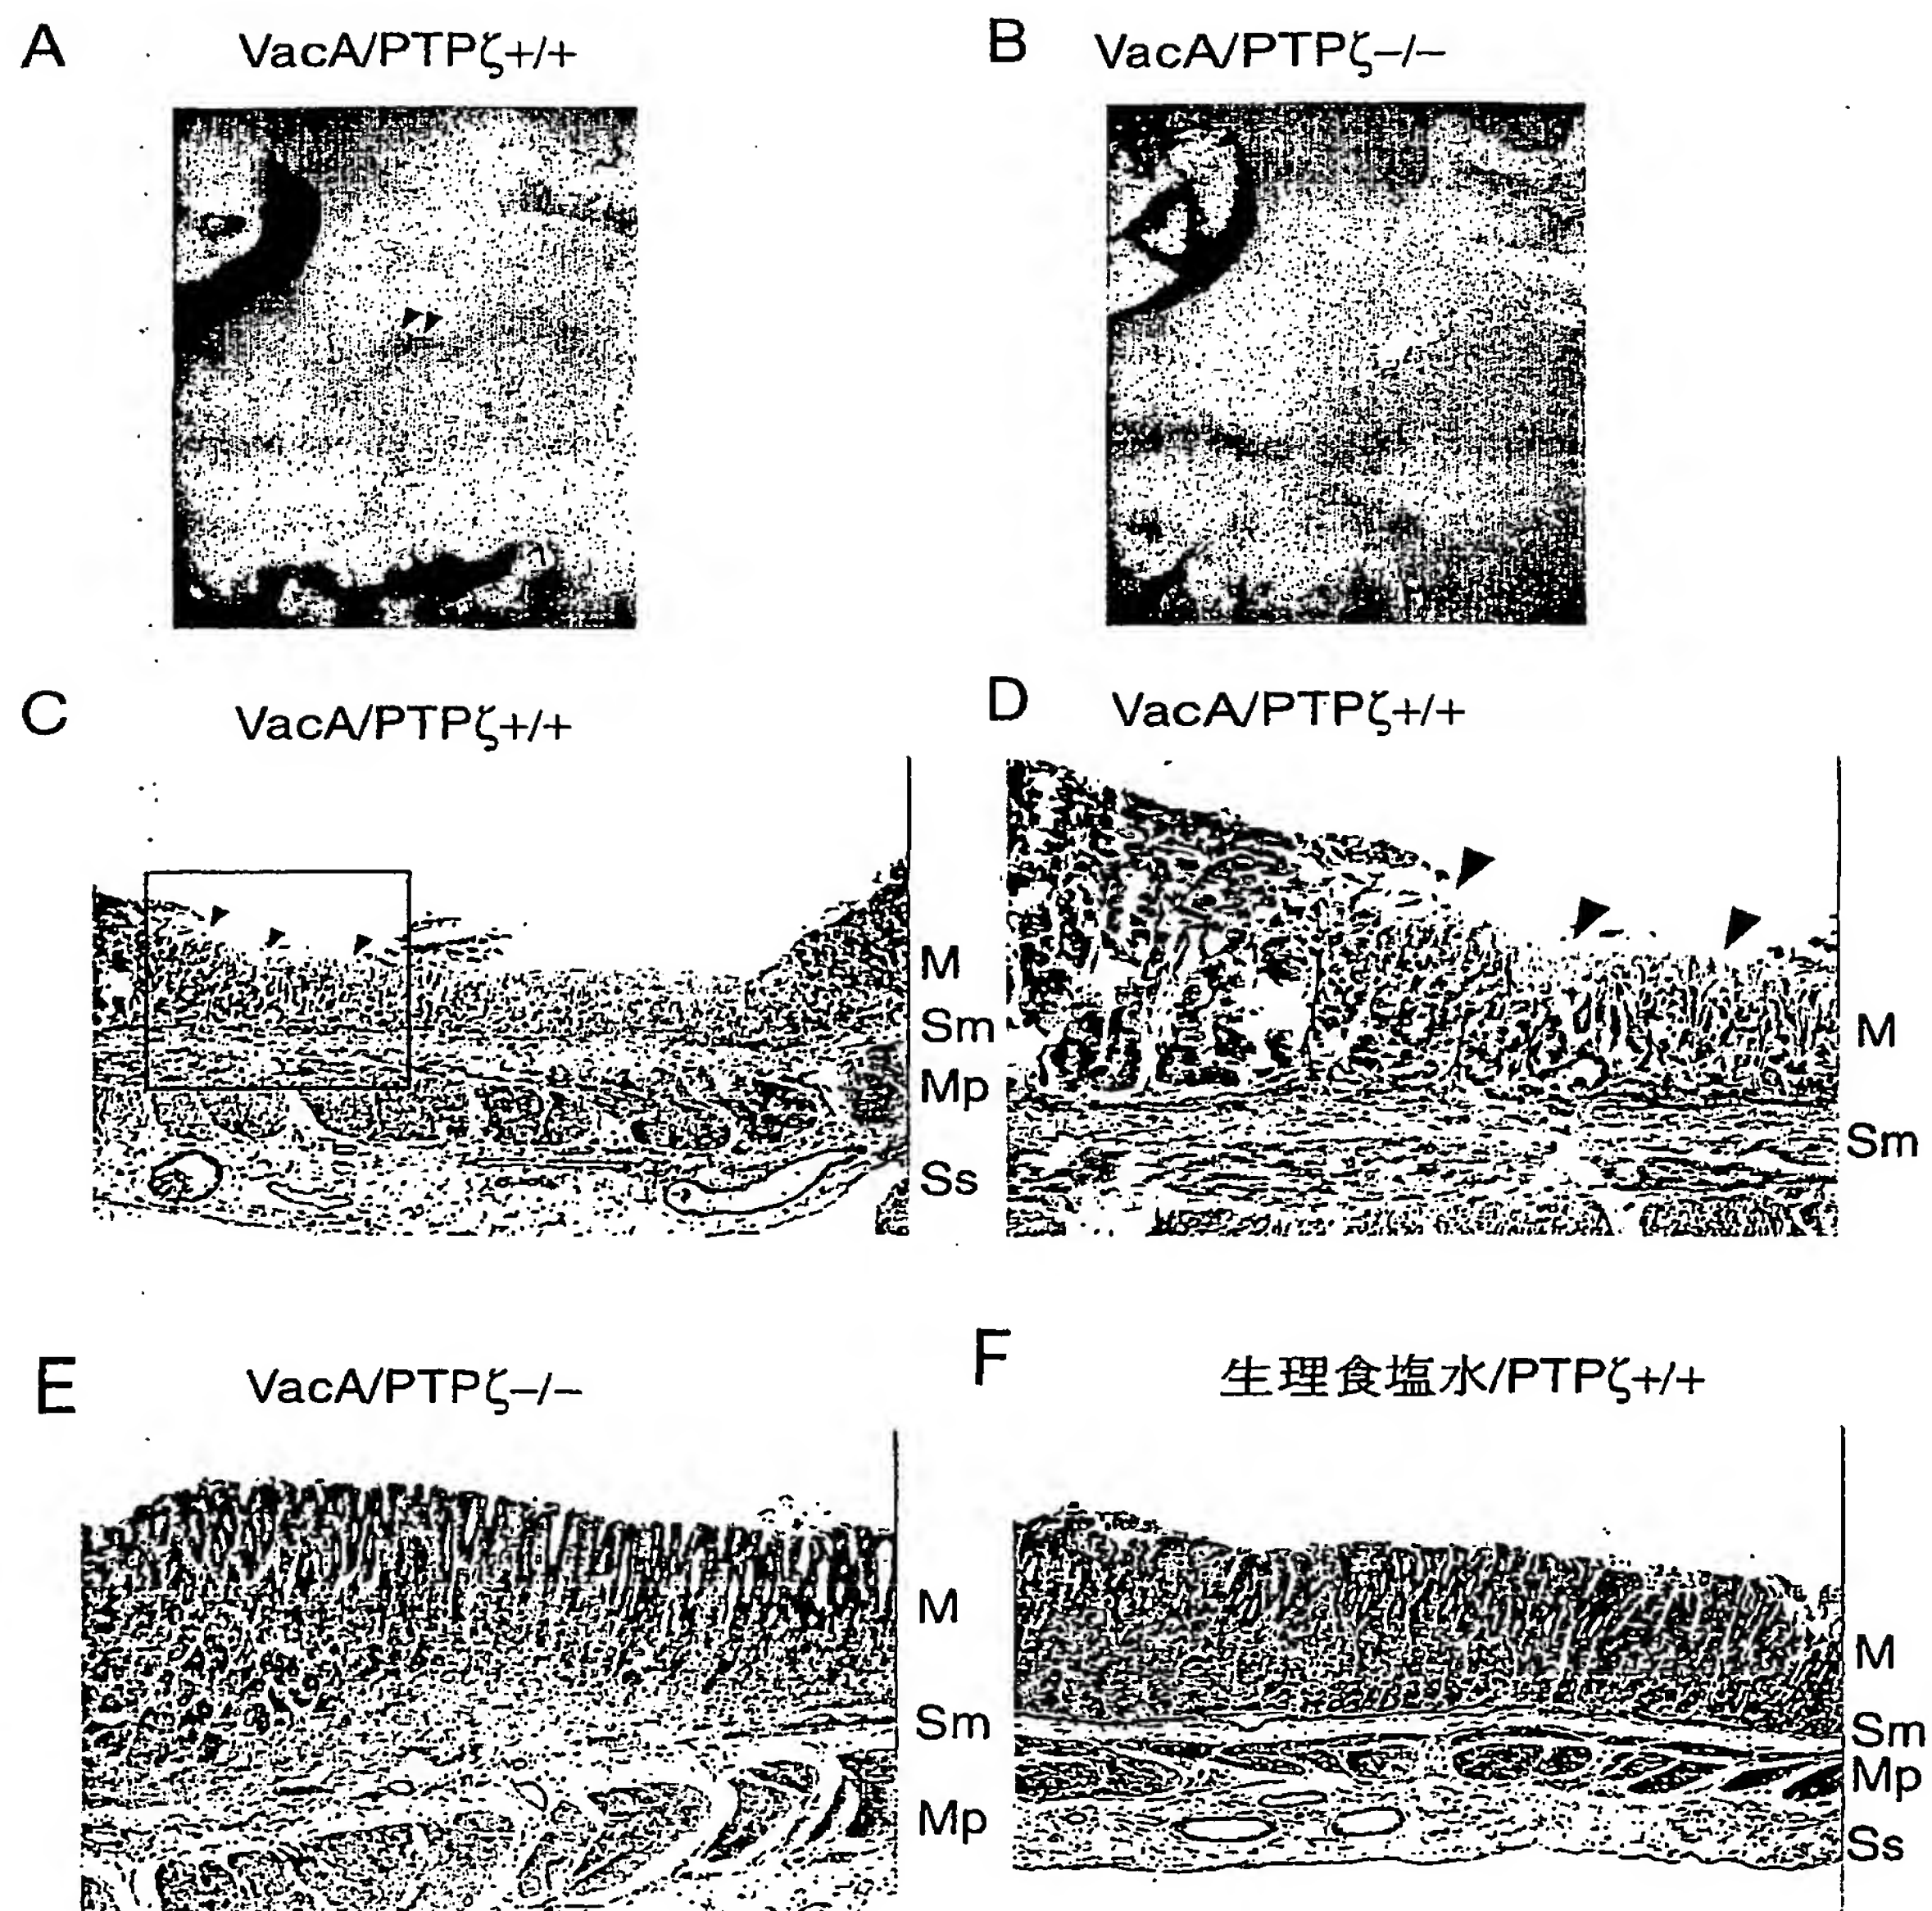 A VacA/PTPζ+/+
B VacA/PTPζ−/−
C VacA/PTPζ+/+
M
Sm
Mp
Ss
D VacA/PTPζ+/+
M
Sm
E VacA/PTPζ−/−
M
Sm
Mp
F 生理食塩水/PTPζ+/+
M
Sm
Mp
Ss